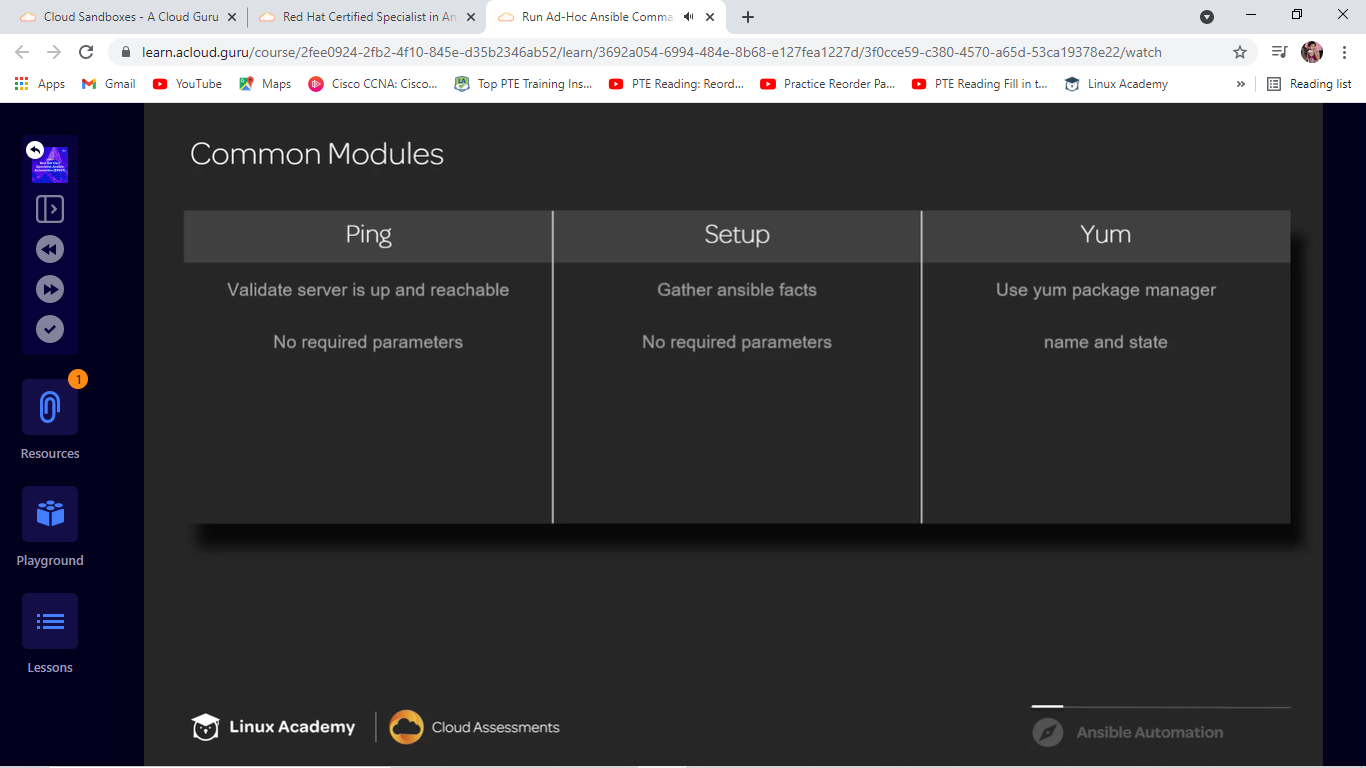 Cloud Sandboxes - A Cloud Guru
Red Hat Certified Specialist in An
Run Ad-Hoc Ansible Comma
learn.acloud.guru/course/2fee0924-2fb2-4f10-845e-d35b2346ab52/learn/3692a054-6994-484e-8b68-e127fea1227d/3f0cce59-c380-4570-a65d-53ca19378e22/watch
Apps Gmail YouTube Maps Cisco CCNA: Cisco... Top PTE Training Ins... PTE Reading: Reord... Practice Reorder Pa... PTE Reading Fill in t... Linux Academy » Reading list
Common Modules
Ping Setup Yum
Validate server is up and reachable Gather ansible facts Use yum package manager
No required parameters No required parameters name and state
1
Resources
Playground
Lessons
Linux Academy Cloud Assessments
Ansible Automation